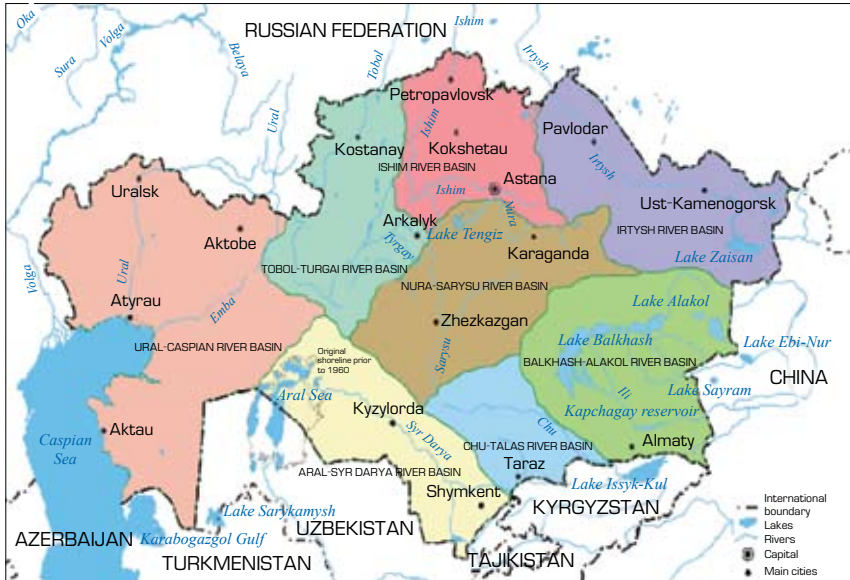 RUSSIAN FEDERATION
Oka
Volga
Sura
Belaya
Ural
Tobol
Ishim
Irtysh
Petropavlovsk
Ishim
Kokshetau
Kostanay
ISHIM RIVER BASIN
Pavlodar
Irtysh
Astana
Ishim
Nura
Uralsk
Ust-Kamenogorsk
IRTYSH RIVER BASIN
Aktobe
Arkalyk
Lake Tengiz
Tyrgay
Karaganda
Lake Zaisan
Volga
Ural
TOBOL-TURGAI RIVER BASIN
NURA-SARYSU RIVER BASIN
Emba
Atyrau
Zhezkazgan
Lake Alakol
URAL-CASPIAN RIVER BASIN
Lake Balkhash
Lake Ebi-Nur
BALKHASH-ALAKOL RIVER BASIN
Sarysu
Original
shoreline prior
to 1960
CHINA
Aral Sea
Ili
Lake Sayram
Kyzylorda
Kapchagay reservoir
Aktau
Caspian
Sea
Syr Darya
Chu
CHU-TALAS RIVER BASIN
Almaty
ARAL-SYR DARYA RIVER BASIN
Taraz
Lake Issyk-Kul
Shymkent
KYRGYZSTAN
Lake Sarykamysh
UZBEKISTAN
AZERBAIJAN
Karabogazgol Gulf
TURKMENISTAN
TAJIKISTAN
International
boundary
Lakes
Rivers
Capital
Main cities